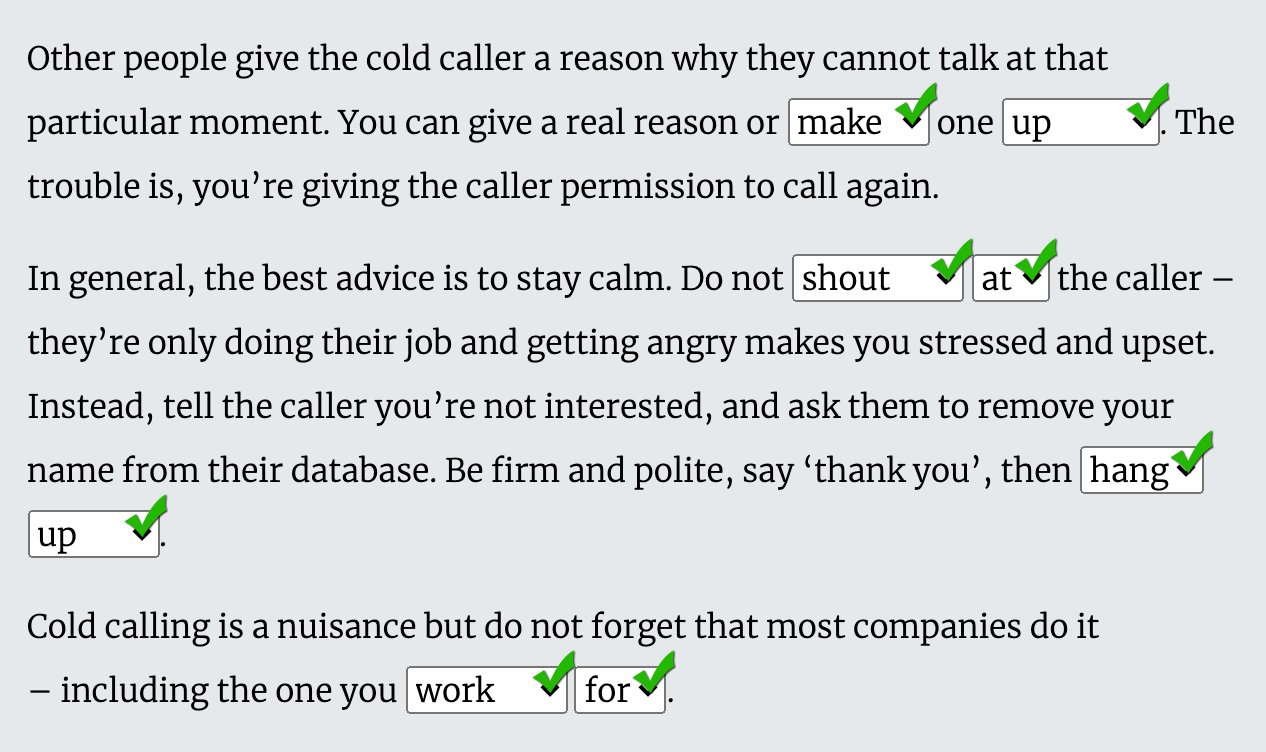 Other people give the cold caller a reason why they cannot talk at that
particular moment. You can give a real reason or make one up. The
trouble is, you’re giving the caller permission to call again.
In general, the best advice is to stay calm. Do not shout at the caller –
they’re only doing their job and getting angry makes you stressed and upset.
Instead, tell the caller you’re not interested, and ask them to remove your
name from their database. Be firm and polite, say ‘thank you’, then hang
up.
Cold calling is a nuisance but do not forget that most companies do it
– including the one you work for.